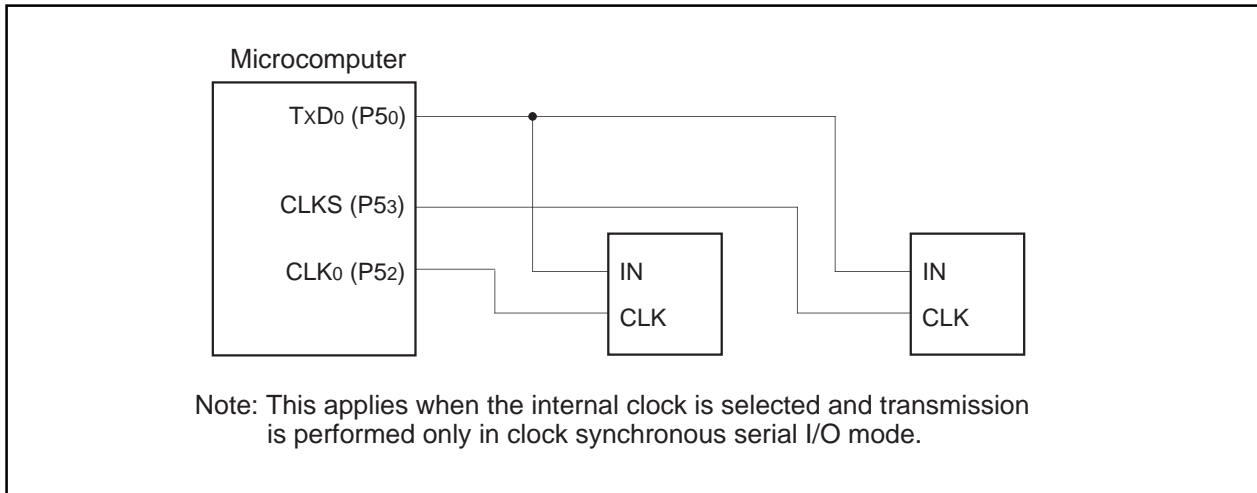 Microcomputer
TxD0 (P50)
CLKS (P53)
CLK0 (P52)
IN
CLK
IN
CLK
Note: This applies when the internal clock is selected and transmission
is performed only in clock synchronous serial I/O mode.